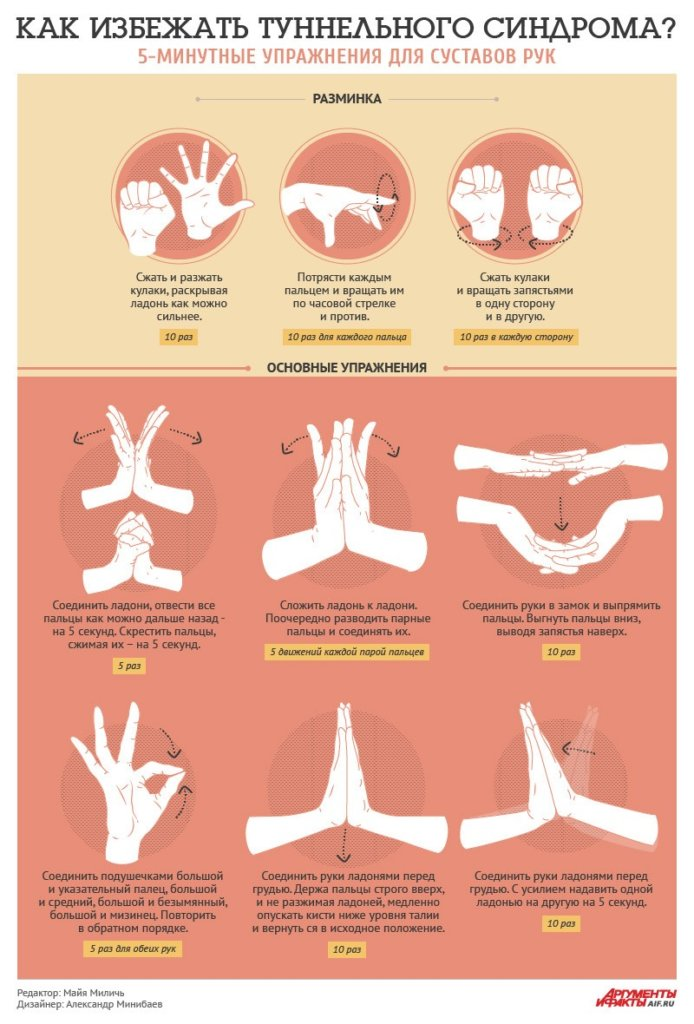 КАК ИЗБЕЖАТЬ ТУННЕЛЬНОГО СИНДРОМА?
5-МИНУТНЫЕ УПРАЖНЕНИЯ ДЛЯ СУСТАВОВ РУК
РАЗМИНКА
Сжать и разжать
кулаки, раскрывая
ладонь как можно
сильнее.
10 раз
Потрясти каждым
пальцем и вращать им
по часовой стрелке
и против.
10 раз для каждого пальца
Сжать кулаки
и вращать запястьями
в одну сторону
и в другую.
10 раз в каждую сторону
ОСНОВНЫЕ УПРАЖНЕНИЯ
Соединить ладони, отвести все
пальцы как можно дальше назад -
на 5 секунд. Скрестить пальцы,
сжимая их – на 5 секунд.
5 раз
Сложить ладонь к ладони.
Поочередно разводить парные
пальцы и соединять их.
5 движений каждой парой пальцев
Соединить руки в замок и выпрямить
пальцы. Выгнуть пальцы вниз,
выводя запястья наверх.
10 раз
Соединить подушечками большой
и указательный палец, большой
и средний, большой и безымянный,
большой и мизинец. Повторить
в обратном порядке.
5 раз для обеих рук
Соединить руки ладонями перед
грудью. Держа пальцы строго вверх,
и не разжимая ладоней, медленно
опускать кисти ниже уровня талии
и вернуть ся в исходное положение.
10 раз
Соединить руки ладонями перед
грудью. С усилием надавить одной
ладонью на другую на 5 секунд.
10 раз
Редактор: Майя Миличь
Дизайнер: Александр Минибаев
АРГУМЕНТЫ
И ФАКТЫ AIF.RU